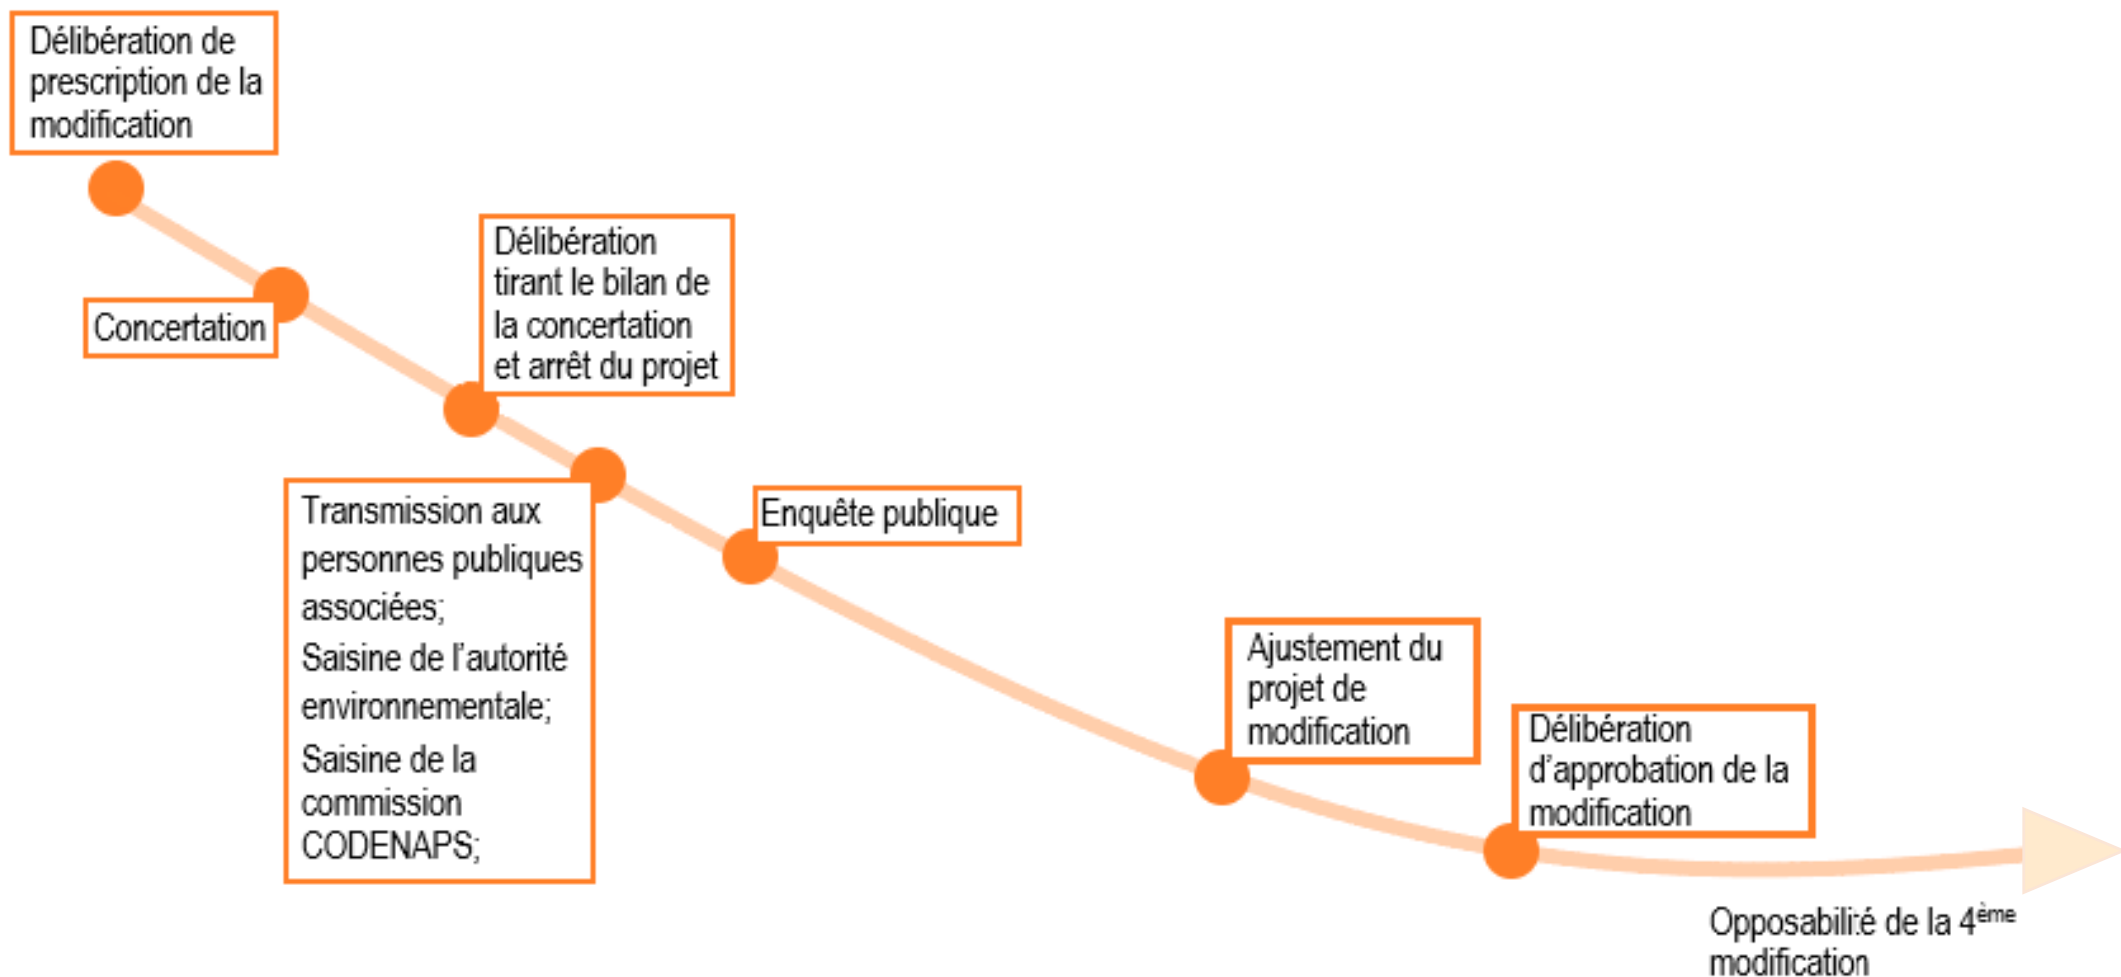 Délibération de
prescription de la
modification
Concertation
Délibération
tirant le bilan de
la concertation
et arrêt du projet
Transmission aux
personnes publiques
associées;
Saisine de l'autorité
environnementale;
Saisine de la
commission
CODENAPS;
Enquête publique
Ajustement du
projet de
modification
Délibération
d'approbation de la
modification
Opposabilité de la 4ème
modification